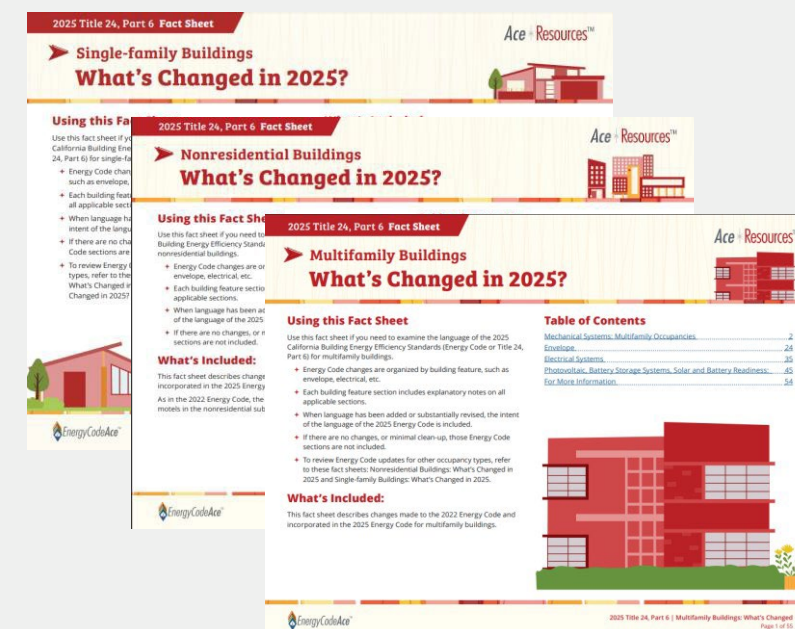 2025 Title 24, Part 6 Fact Sheet
Ace Resources™
Single-family Buildings
What's Changed in 2025?
Using this Fa
Use this fact sheet if y
California Building Ene
24, Part 6) for single-fa
Energy Code chan
such as envelope,
Each building feat
all applicable secti
When language ha
intent of the langu
If there are no cha
Code sections are
To review Energy
types, refer to the
What's Changed i
Changed in 2025?
EnergyCodeAce™
2025 Title 24, Part 6 Fact Sheet
Ace Resources™
Nonresidential Buildings
What's Changed in 2025?
Using this Fact She
Use this fact sheet if you need to
Building Energy Efficiency Standa
nonresidential buildings.
Energy Code changes are or
envelope, electrical, etc.
Each building feature sectio
applicable sections.
When language has been ad
of the language of the 2025
If there are no changes, or m
sections are not included.
What's Included:
This fact sheet describes change
incorporated in the 2025 Energy
As in the 2022 Energy Code, the
motels in the nonresidential sub
EnergyCodeAce™
2025 Title 24, Part 6 Fact Sheet
Ace Resources™
Multifamily Buildings
What's Changed in 2025?
Using this Fact Sheet
Use this fact sheet if you need to examine the language of the 2025
California Building Energy Efficiency Standards (Energy Code or Title 24,
Part 6) for multifamily buildings.
Energy Code changes are organized by building feature, such as
envelope, electrical, etc.
Each building feature section includes explanatory notes on all
applicable sections.
When language has been added or substantially revised, the intent
of the language of the 2025 Energy Code is included.
If there are no changes, or minimal clean-up, those Energy Code
sections are not included.
To review Energy Code updates for other occupancy types, refer
to these fact sheets: Nonresidential Buildings: What's Changed in
2025 and Single-family Buildings: What's Changed in 2025.
What's Included:
This fact sheet describes changes made to the 2022 Energy Code and
incorporated in the 2025 Energy Code for multifamily buildings.
Table of Contents
Mechanical Systems: Multifamily Occupancies 2
Envelope 24
Electrical Systems 35
Photovoltaic, Battery Storage Systems, Solar and Battery Readiness: 45
For More Information 54
EnergyCodeAce™
2025 Title 24, Part 6 | Multifamily Buildings: What's Changed
Page 1 of 55